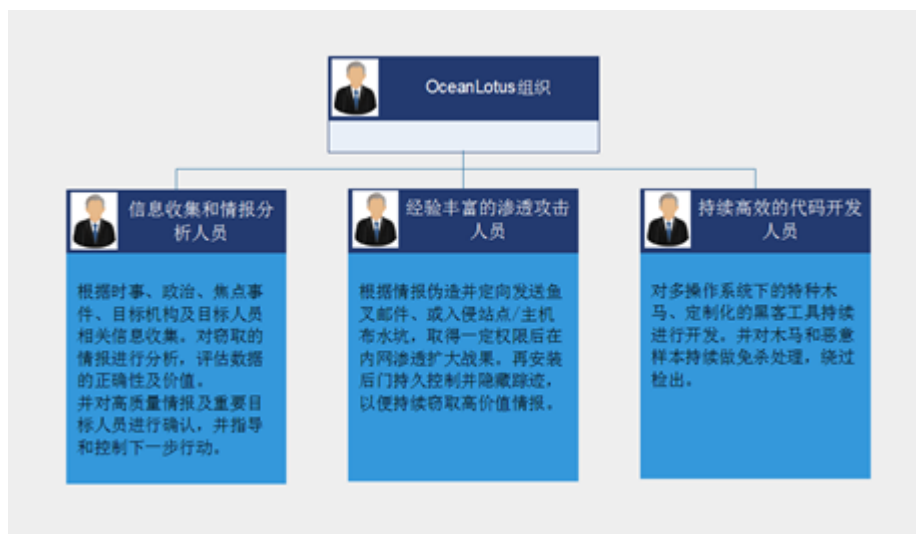 OceanLotus组织
信息收集和情报分
析人员
根据时事、政治、焦点事
件、目标机构及目标人员
相关信息收集。对窃取的
情报进行分析，评估数据
的正确性及价值。
并对高质量情报及重要目
标人员进行确认，并指导
和控制下一步行动。
经验丰富的渗透攻击
人员
根据情报伪造并定向发送鱼
叉邮件、或入侵站点/主机
布水坑，取得一定权限后在
内网渗透扩大战果。再安装
后门持久控制并隐藏踪迹，
以便持续窃取高价值情报。
持续高效的代码开发
人员
对多操作系统下的特种木
马、定制化的黑客工具持续
进行开发。并对木马和恶意
样本持续做免杀处理，绕过
检出。